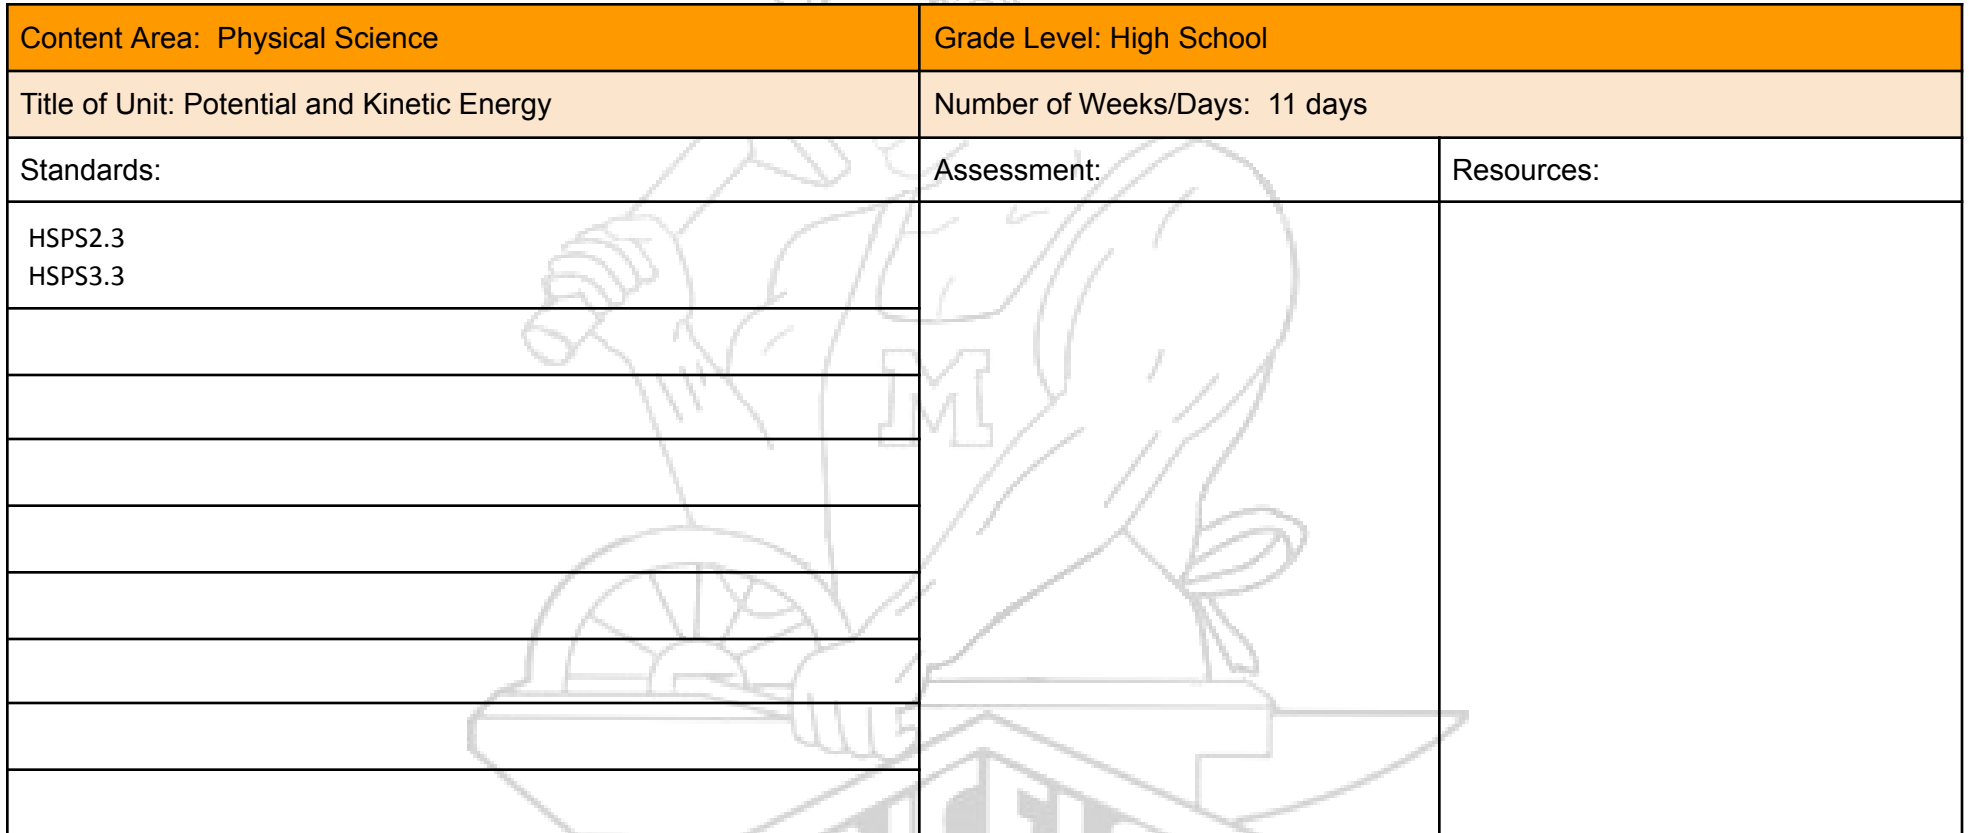 Content Area:  Physical Science
Grade Level: High School
Title of Unit: Potential and Kinetic Energy
Number of Weeks/Days:  11 days
Standards:
Assessment:
Resources:
HSPS2.3
HSPS3.3
M